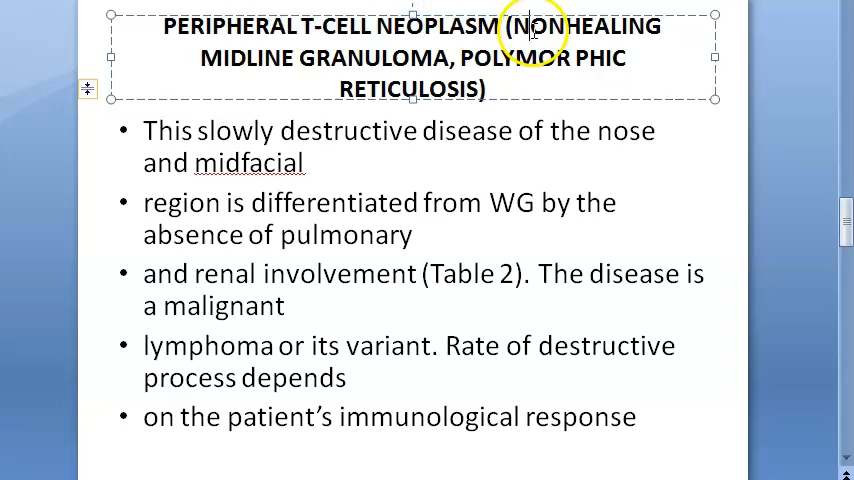 PERIPHERAL T-CELL NEOPLASM (NONHEALING
MIDLINE GRANULOMA, POLYMOR PHIC
RETICULOSIS)
• This slowly destructive disease of the nose
and midfacial
• region is differentiated from WG by the
absence of pulmonary
• and renal involvement (Table 2). The disease is
a malignant
• lymphoma or its variant. Rate of destructive
process depends
• on the patient’s immunological response